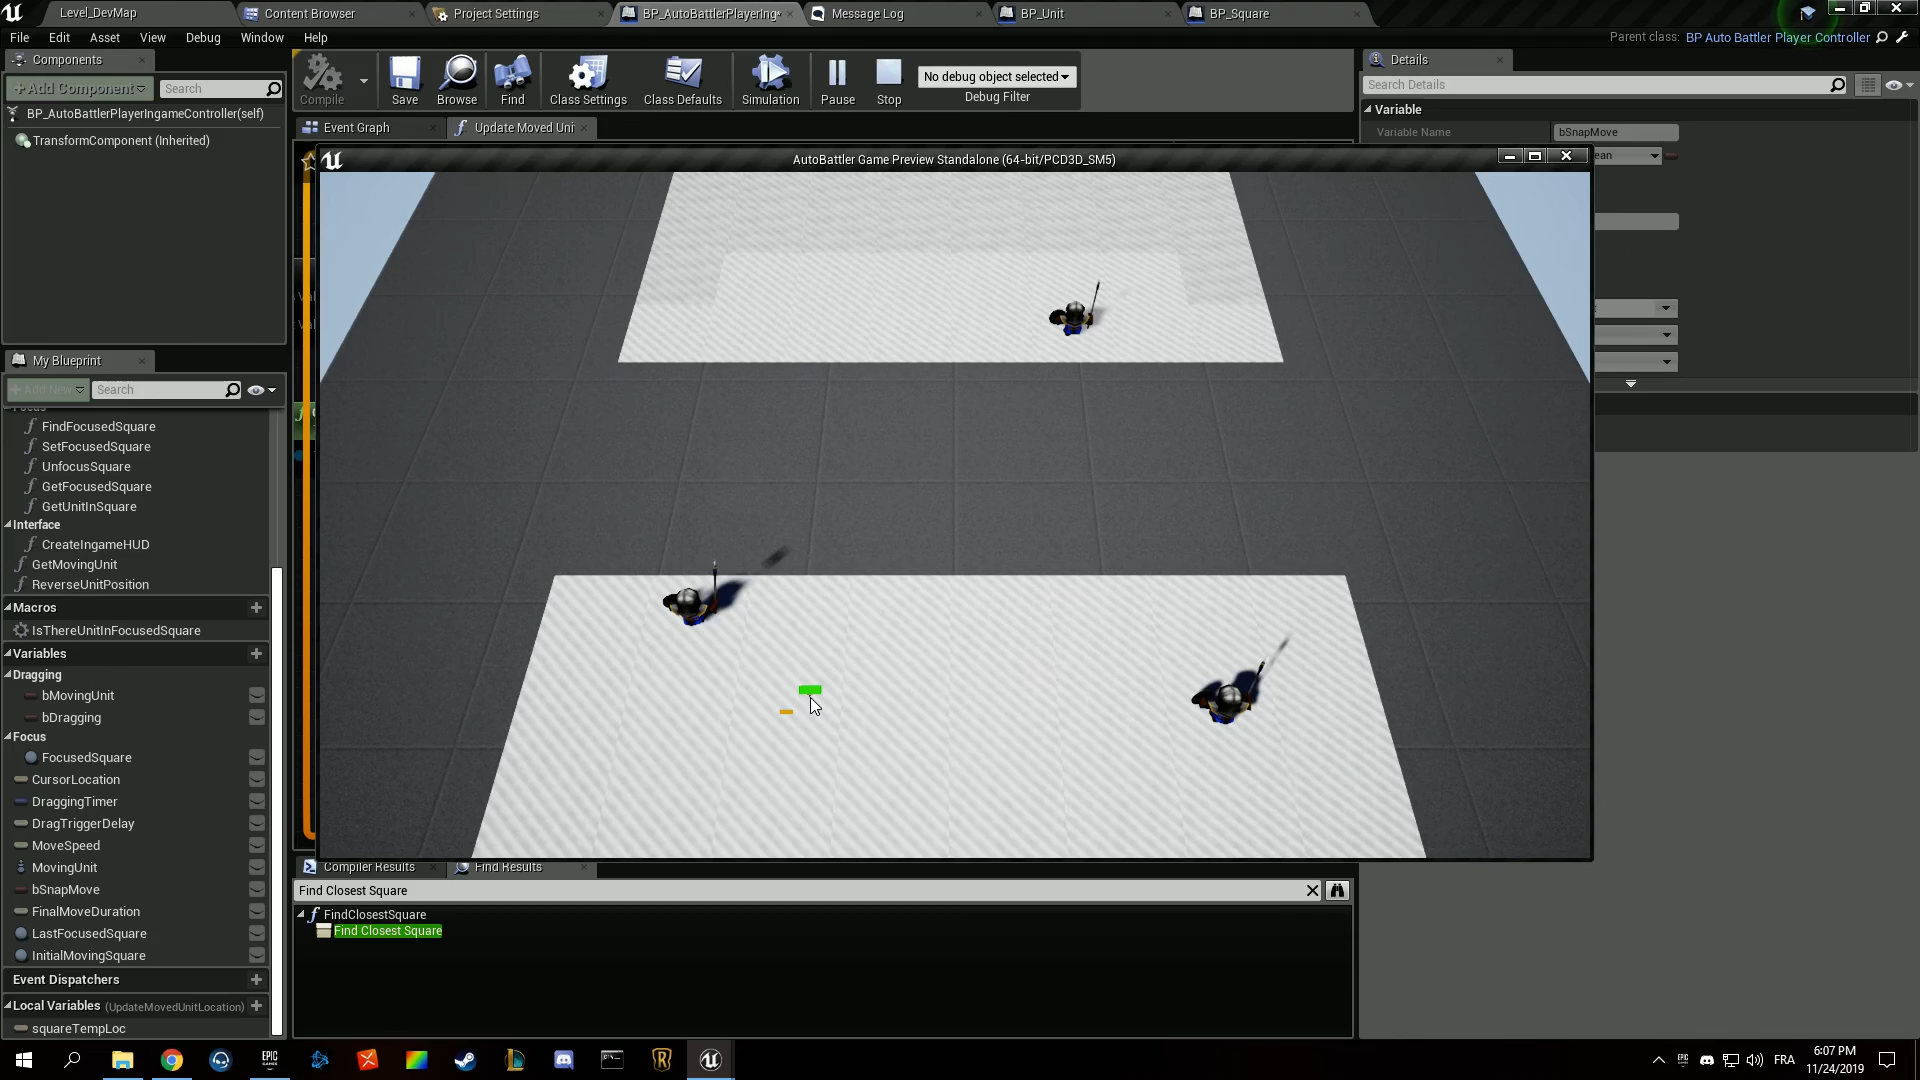 Level_DevMap
Content Browser
Project Settings
BP_AutoBattlerPlayerIng*
Message Log
BP_Unit
BP_Square
File Edit Asset View Debug Window Help
Parent class: BP Auto Battler Player Controller
Components
+Add Component
Search
BP_AutoBattlerPlayerIngameController(self)
TransformComponent (Inherited)
Compile
Save
Browse
Find
Class Settings
Class Defaults
Simulation
Pause
Stop
No debug object selected
Debug Filter
Event Graph
Update Moved Uni
Details
Search Details
Variable
Variable Name
bSnapMove
ean
AutoBattler Game Preview Standalone (64-bit/PCD3D_SM5)
My Blueprint
+Add New
Search
Focus
FindFocusedSquare
SetFocusedSquare
UnfocusSquare
GetFocusedSquare
GetUnitInSquare
Interface
CreateIngameHUD
GetMovingUnit
ReverseUnitPosition
Macros
IsThereUnitInFocusedSquare
Variables
Dragging
bMovingUnit
bDragging
Focus
FocusedSquare
CursorLocation
DraggingTimer
DragTriggerDelay
MoveSpeed
MovingUnit
bSnapMove
FinalMoveDuration
LastFocusedSquare
InitialMovingSquare
Event Dispatchers
Local Variables (UpdateMovedUnitLocation)
squareTempLoc
Compiler Results
Find Results
Find Closest Square
FindClosestSquare
Find Closest Square
EPIC GAMES
FRA
6:07 PM
11/24/2019